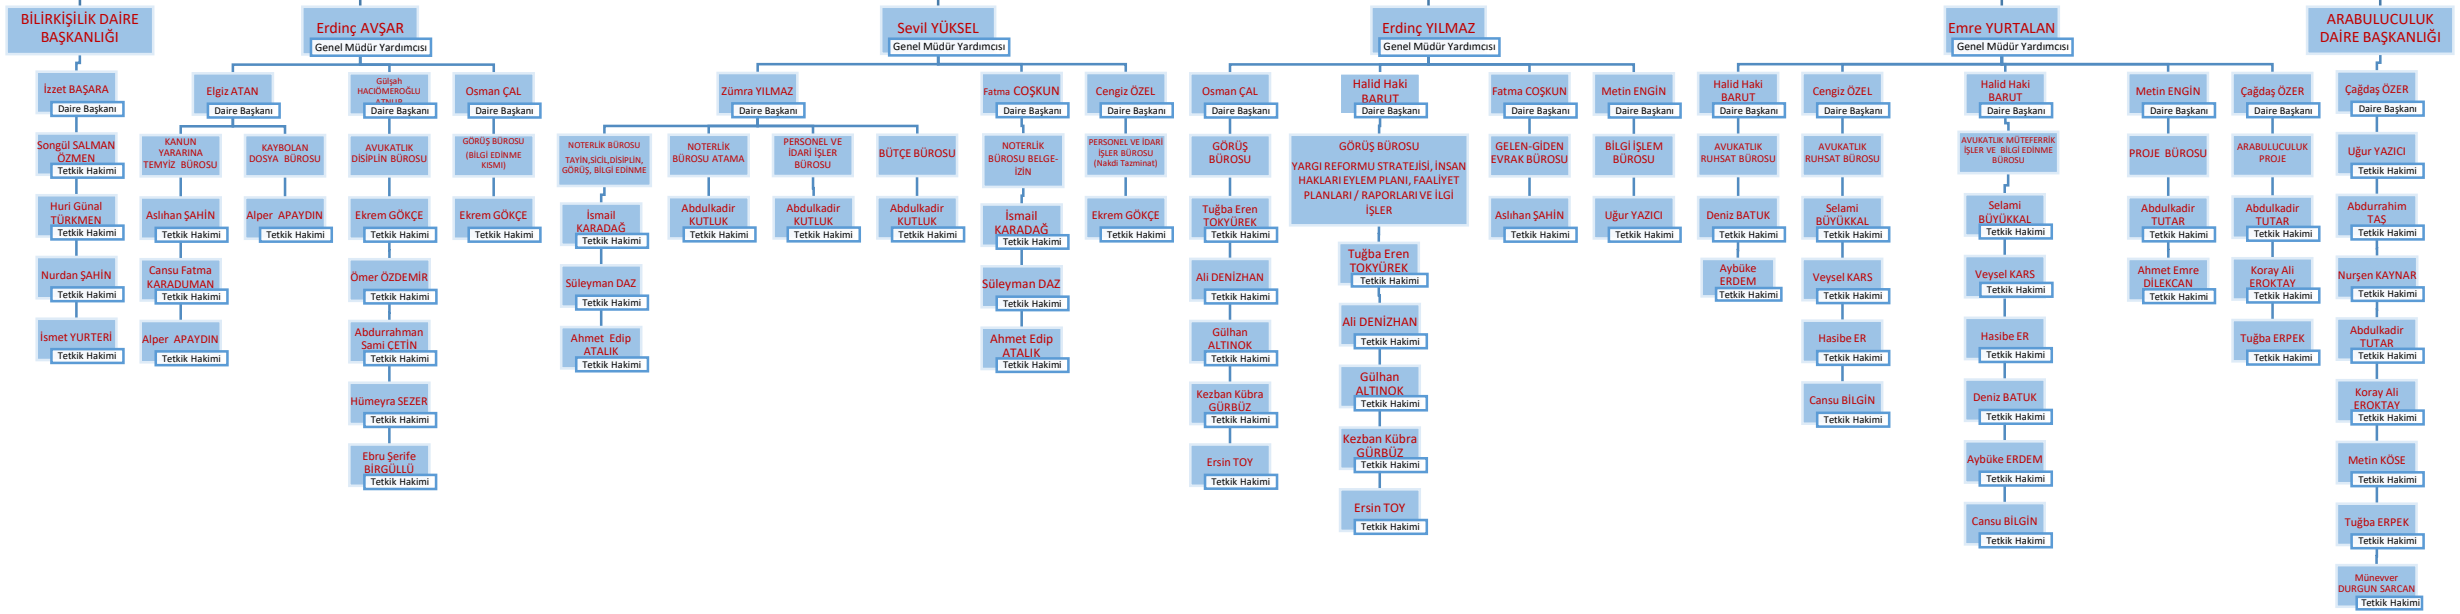 BİLİRKİŞİLİK DAİRE
BAŞKANLIĞI
İzzet BAŞARA
Daire Başkanı
Songül SALMAN
ÖZMEN
Tetkik Hakimi
Huri Günal
TÜRKMEN
Tetkik Hakimi
Nurdan ŞAHİN
Tetkik Hakimi
İsmet YURTERİ
Tetkik Hakimi
Erdinç AVŞAR
Genel Müdür Yardımcısı
Elgiz ATAN
Daire Başkanı
KANUN
YARARINA
TEMYİZ BÜROSU
Aslıhan ŞAHİN
Tetkik Hakimi
Cansu Fatma
KARADUMAN
Tetkik Hakimi
Alper APAYDIN
Tetkik Hakimi
KAYBOLAN
DOSYA BÜROSU
Alper APAYDIN
Tetkik Hakimi
Gülşah
HACIÖMEROĞLU
Daire Başkanı
AVUKATLIK
DİSİPLİN BÜROSU
Ekrem GÖKÇE
Tetkik Hakimi
Ömer ÖZDEMİR
Tetkik Hakimi
Abdurrahman
Sami ÇETİN
Tetkik Hakimi
Hümeyra SEZER
Tetkik Hakimi
Ebru Şerife
BİRGÜLLÜ
Tetkik Hakimi
Osman ÇAL
Daire Başkanı
GÖRÜŞ BÜROSU
(BİLGİ EDİNME
KISMI)
Ekrem GÖKÇE
Tetkik Hakimi
Sevil YÜKSEL
Genel Müdür Yardımcısı
Zümra YILMAZ
Daire Başkanı
NOTERLİK BÜROSU
TAYİN,SİCİL,DİSİPLİN,
GÖRÜŞ, BİLGİ EDİNME
İsmail
KARADAĞ
Tetkik Hakimi
Süleyman DAZ
Tetkik Hakimi
Ahmet Edip
ATALIK
Tetkik Hakimi
NOTERLİK
BÜROSU ATAMA
Abdulkadir
KUTLUK
Tetkik Hakimi
PERSONEL VE
İDARİ İŞLER
BÜROSU
Abdulkadir
KUTLUK
Tetkik Hakimi
BÜTÇE BÜROSU
Abdulkadir
KUTLUK
Tetkik Hakimi
Fatma COŞKUN
Daire Başkanı
NOTERLİK
BÜROSU BELGE-
İZİN
İsmail
KARADAĞ
Tetkik Hakimi
Süleyman DAZ
Tetkik Hakimi
Ahmet Edip
ATALIK
Tetkik Hakimi
Cengiz ÖZEL
Daire Başkanı
PERSONEL VE İDARİ
İŞLER BÜROSU
(Nakdi Tazminat)
Ekrem GÖKÇE
Tetkik Hakimi
Erdinç YILMAZ
Genel Müdür Yardımcısı
Osman ÇAL
Daire Başkanı
GÖRÜŞ
BÜROSU
Tuğba Eren
TOKYÜREK
Tetkik Hakimi
Ali DENİZHAN
Tetkik Hakimi
Gülhan
ALTINOK
Tetkik Hakimi
Kezban Kübra
GÜRBÜZ
Tetkik Hakimi
Ersin TOY
Tetkik Hakimi
Halid Haki
BARUT
Daire Başkanı
GÖRÜŞ BÜROSU
YARGI REFORMU STRATEJİSİ, İNSAN
HAKLARI EYLEM PLANI, FAALİYET
PLANLARI / RAPORLARI VE İLGİ
İŞLER
Tuğba Eren
TOKYÜREK
Tetkik Hakimi
Ali DENİZHAN
Tetkik Hakimi
Gülhan
ALTINOK
Tetkik Hakimi
Kezban Kübra
GÜRBÜZ
Tetkik Hakimi
Ersin TOY
Tetkik Hakimi
Fatma COŞKUN
Daire Başkanı
GELEN-GİDEN
EVRAK BÜROSU
Aslıhan ŞAHİN
Tetkik Hakimi
Metin ENGİN
Daire Başkanı
BİLGİ İŞLEM
BÜROSU
Uğur YAZICI
Tetkik Hakimi
Emre YURTALAN
Genel Müdür Yardımcısı
Halid Haki
BARUT
Daire Başkanı
AVUKATLIK
RUHSAT BÜROSU
Deniz BATUK
Tetkik Hakimi
Aybüke
ERDEM
Tetkik Hakimi
Cengiz ÖZEL
Daire Başkanı
AVUKATLIK
RUHSAT BÜROSU
Selami
BÜYÜKKAL
Tetkik Hakimi
Veysel KARS
Tetkik Hakimi
Hasibe ER
Tetkik Hakimi
Cansu BİLGİN
Tetkik Hakimi
Halid Haki
BARUT
Daire Başkanı
AVUKATLIK MÜTEFERRİK
İŞLER VE BİLGİ EDİNME
BÜROSU
Selami
BÜYÜKKAL
Tetkik Hakimi
Veysel KARS
Tetkik Hakimi
Hasibe ER
Tetkik Hakimi
Deniz BATUK
Tetkik Hakimi
Aybüke ERDEM
Tetkik Hakimi
Cansu BİLGİN
Tetkik Hakimi
Metin ENGİN
Daire Başkanı
PROJE BÜROSU
Abdulkadir
TUTAR
Tetkik Hakimi
Ahmet Emre
DİLEKCAN
Tetkik Hakimi
Çağdaş ÖZER
Daire Başkanı
ARABULUCULUK
PROJE
Abdulkadir
TUTAR
Tetkik Hakimi
Koray Ali
EROKTAY
Tetkik Hakimi
Tuğba ERPEK
Tetkik Hakimi
ARABULUCULUK
DAİRE BAŞKANLIĞI
Çağdaş ÖZER
Daire Başkanı
Uğur YAZICI
Tetkik Hakimi
Abdurrahim
TAŞ
Tetkik Hakimi
Nurşen KAYNAR
Tetkik Hakimi
Abdulkadir
TUTAR
Tetkik Hakimi
Koray Ali
EROKTAY
Tetkik Hakimi
Metin KÖSE
Tetkik Hakimi
Tuğba ERPEK
Tetkik Hakimi
Münevver
DURGUN SARCAN
Tetkik Hakimi